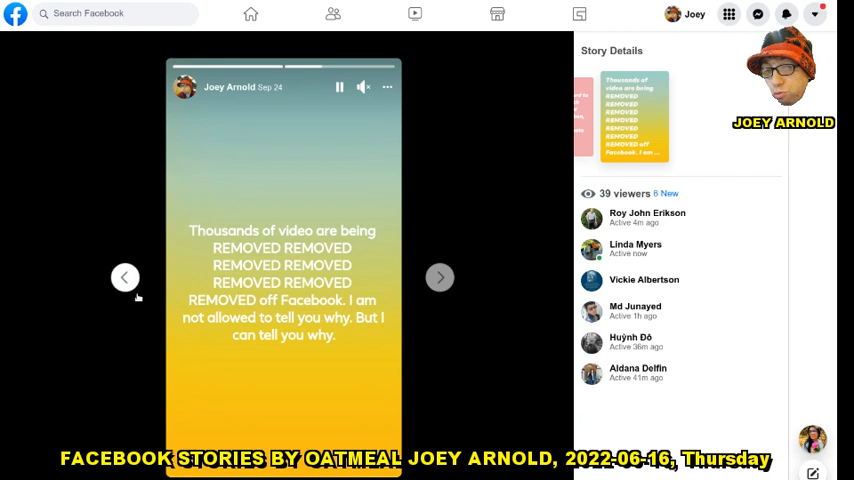 Search Facebook
Joey
Joey Arnold Sep 24
Thousands of video are being
REMOVED REMOVED
REMOVED REMOVED
REMOVED REMOVED
REMOVED off Facebook. I am
not allowed to tell you why. But I
can tell you why.
Story Details
Thousands of
video are being
REMOVED
REMOVED
REMOVED
REMOVED
REMOVED
REMOVED
REMOVED off
Facebook. I am ...
JOEY ARNOLD
39 viewers 6 New
Roy John Erikson
Active 4m ago
Linda Myers
Active now
Vickie Albertson
Md Junayed
Active 1h ago
Huỳnh Đô
Active 36m ago
Aldana Delfin
Active 41m ago
FACEBOOK STORIES BY OATMEAL JOEY ARNOLD, 2022-06-16, Thursday